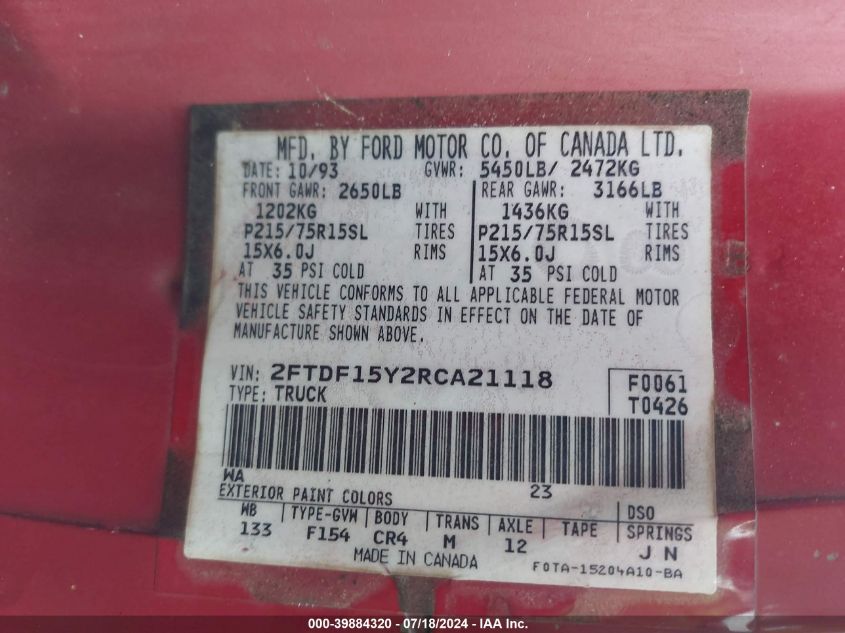 MFD. BY FORD MOTOR CO. OF CANADA LTD.
DATE: 10/93 GVWR: 5450LB/ 2472KG
FRONT GAWR: 2650LB REAR GAWR: 3166LB
1202KG WITH 1436KG WITH
P215/75R15SL TIRES P215/75R15SL TIRES
15X6.0J RIMS 15X6.0J RIMS
AT 35 PSI COLD AT 35 PSI COLD
THIS VEHICLE CONFORMS TO ALL APPLICABLE FEDERAL MOTOR
VEHICLE SAFETY STANDARDS IN EFFECT ON THE DATE OF
MANUFACTURE SHOWN ABOVE.
VIN: 2FTDF15Y2RCA21118 F0061
TYPE: TRUCK T0426
WA 23
EXTERIOR PAINT COLORS DSO
WB TYPE-GVW BODY TRANS AXLE TAPE SPRINGS
133 F154 CR4 M 12 J N
MADE IN CANADA F0TA-15204A10-BA
000-39884320 / 07/18/2024 - IAA Inc.